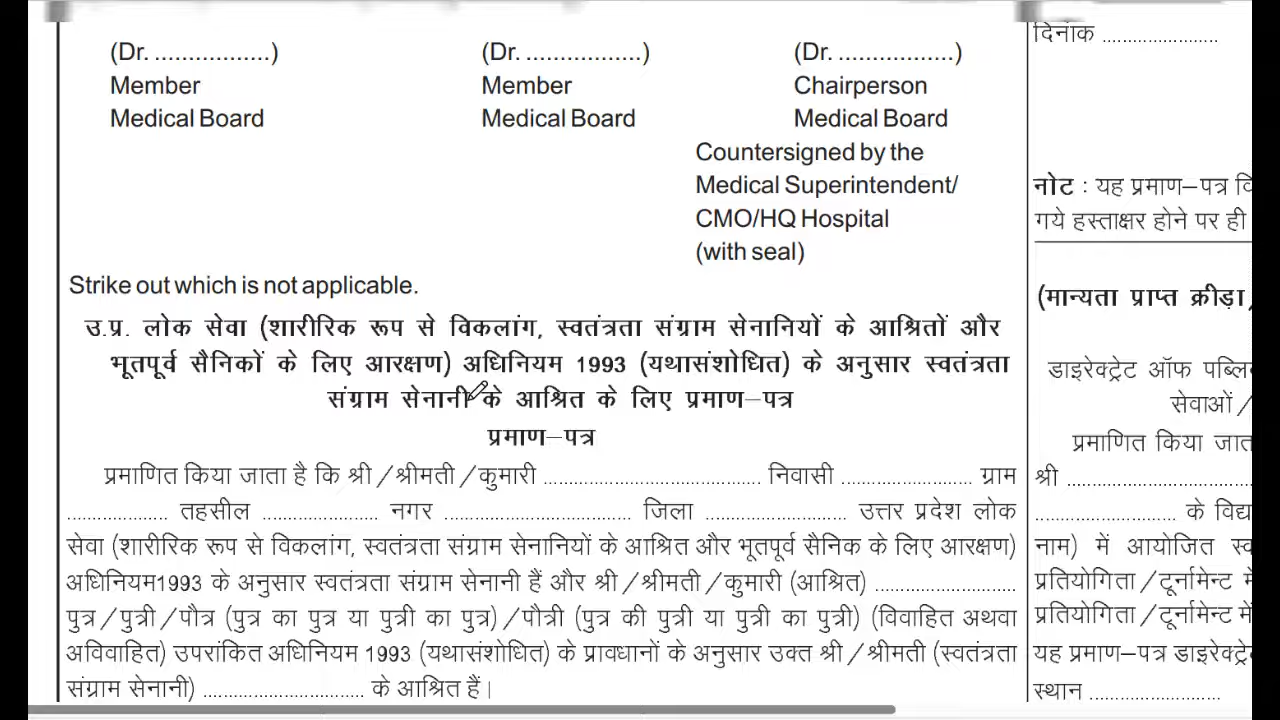 (Dr. .................) (Dr. .................) (Dr. .................)
Member Member Chairperson
Medical Board Medical Board Medical Board
Countersigned by the
Medical Superintendent/
CMO/HQ Hospital
(with seal)
Strike out which is not applicable.
उ.प्र. लोक सेवा (शारीरिक रूप से विकलांग, स्वतंत्रता संग्राम सेनानियों के आश्रितों और
भूतपूर्व सैनिकों के लिए आरक्षण) अधिनियम 1993 (यथासंशोधित) के अनुसार स्वतंत्रता
संग्राम सेनानी के आश्रित के लिए प्रमाण–पत्र
प्रमाण–पत्र
प्रमाणित किया जाता है कि श्री/श्रीमती/कुमारी ..................................... निवासी ....................... ग्राम
.................. तहसील .................... नगर ................................ जिला ........................ उत्तर प्रदेश लोक
सेवा (शारीरिक रूप से विकलांग, स्वतंत्रता संग्राम सेनानियों के आश्रित और भूतपूर्व सैनिक के लिए आरक्षण)
अधिनियम1993 के अनुसार स्वतंत्रता संग्राम सेनानी हैं और श्री/श्रीमती/कुमारी (आश्रित) ........................
पुत्र/पुत्री/पौत्र (पुत्र का पुत्र या पुत्री का पुत्र)/पौत्री (पुत्र की पुत्री या पुत्री का पुत्री) (विवाहित अथवा
अविवाहित) उपरांकित अधिनियम 1993 (यथासंशोधित) के प्रावधानों के अनुसार उक्त श्री/श्रीमती (स्वतंत्रता
संग्राम सेनानी) ............................ के आश्रित हैं।
दिनांक ....................
नोट : यह प्रमाण–पत्र
गये हस्ताक्षर होने पर ही
(मान्यता प्राप्त क्रीड़ा,
डाइरेक्ट्रेट ऑफ
सेवाओं/
प्रमाणित किया
श्री ................................
........................ के
नाम) में आयोजित
प्रतियोगिता/टूर्नामेन्ट
प्रतियोगिता/टूर्नामेन्ट में
यह प्रमाण–पत्र
स्थान .......................